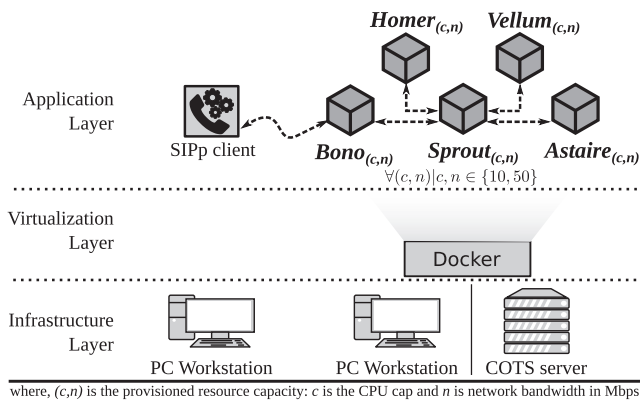 Homer(c,n)
Vellum(c,n)
Application
Layer
SIPp client
Bono(c,n)
Sprout(c,n)
Astaire(c,n)
∀(c, n)|c, n ∈ {10, 50}
Virtualization
Layer
Docker
Infrastructure
Layer
PC Workstation
PC Workstation
COTS server
where, (c,n) is the provisioned resource capacity: c is the CPU cap and n is network bandwidth in Mbps